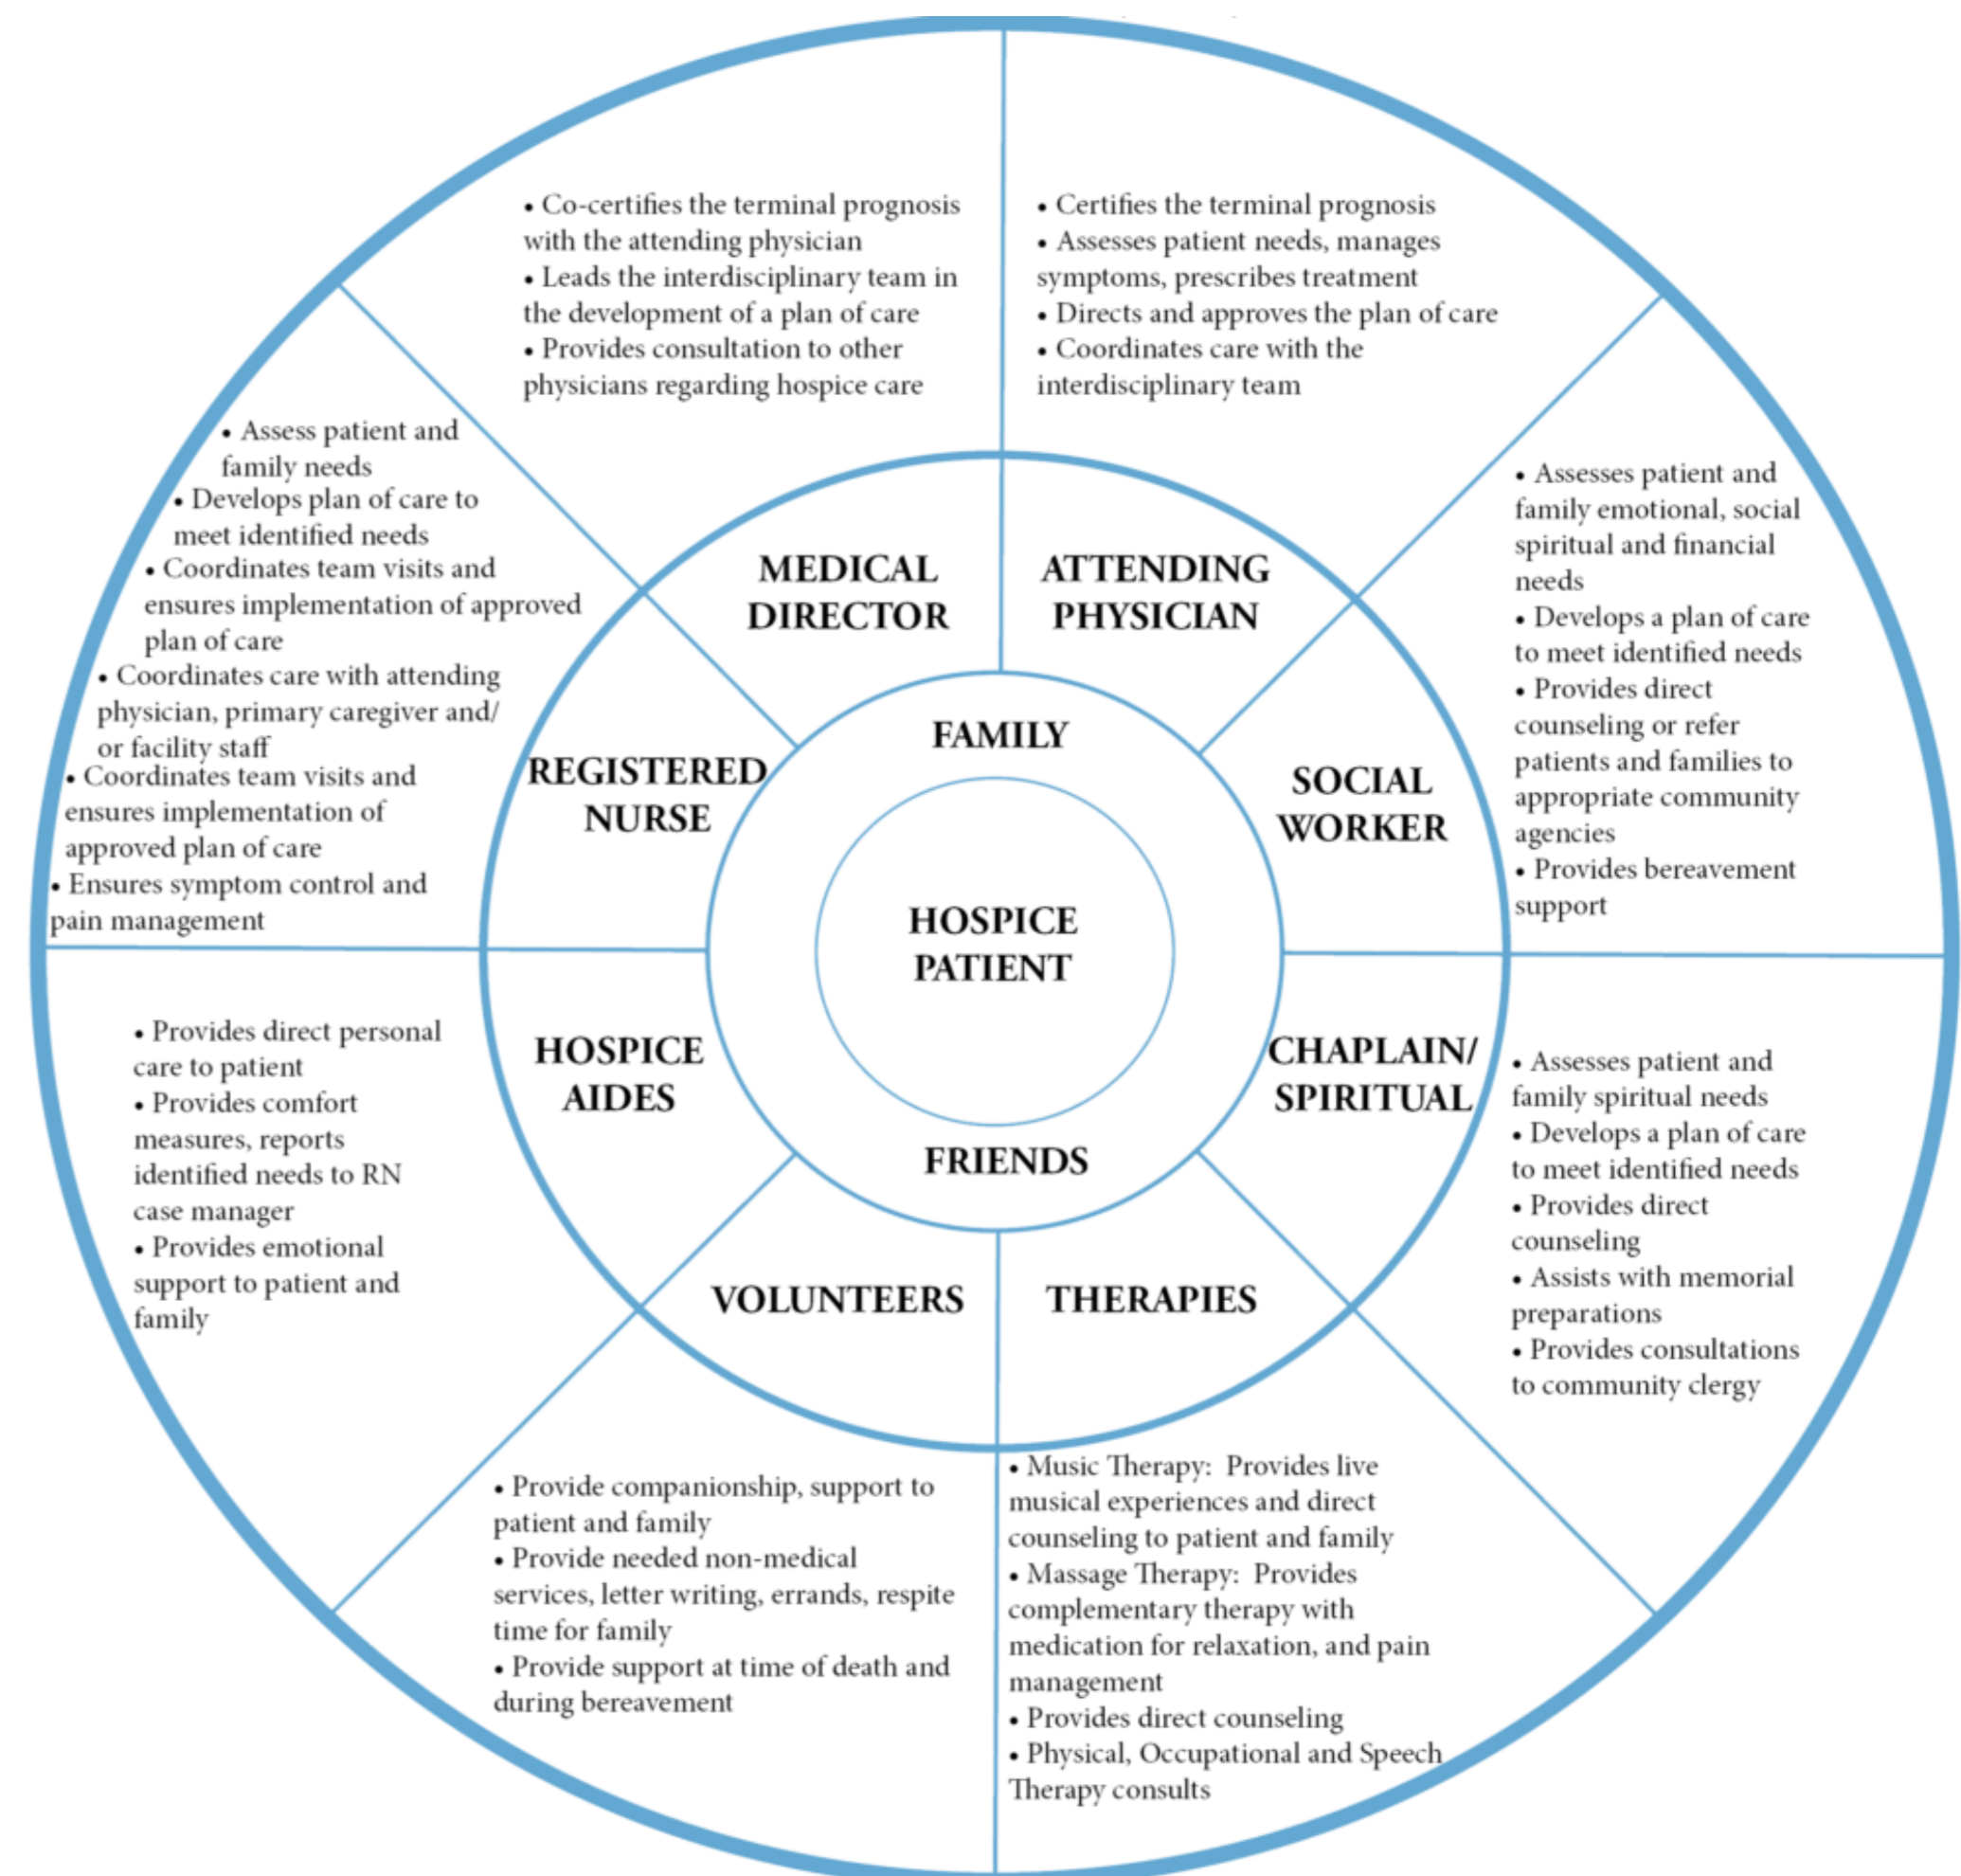 • Co-certifies the terminal prognosis
with the attending physician
• Leads the interdisciplinary team in
the development of a plan of care
• Provides consultation to other
physicians regarding hospice care
• Certifies the terminal prognosis
• Assesses patient needs, manages
symptoms, prescribes treatment
• Directs and approves the plan of care
• Coordinates care with the
interdisciplinary team
• Assess patient and
family needs
• Develops plan of care to
meet identified needs
• Coordinates team visits and
ensures implementation of approved
plan of care
• Coordinates care with attending
physician, primary caregiver and/
or facility staff
• Coordinates team visits and
ensures implementation of
approved plan of care
• Ensures symptom control and
pain management
MEDICAL
DIRECTOR
ATTENDING
PHYSICIAN
• Assesses patient and
family emotional, social
spiritual and financial
needs
• Develops a plan of care
to meet identified needs
• Provides direct
counseling or refer
patients and families to
appropriate community
agencies
• Provides bereavement
support
REGISTERED
NURSE
FAMILY
SOCIAL
WORKER
HOSPICE
PATIENT
HOSPICE
AIDES
FRIENDS
CHAPLAIN/
SPIRITUAL
• Provides direct personal
care to patient
• Provides comfort
measures, reports
identified needs to RN
case manager
• Provides emotional
support to patient and
family
• Assesses patient and
family spiritual needs
• Develops a plan of care
to meet identified needs
• Provides direct
counseling
• Assists with memorial
preparations
• Provides consultations
to community clergy
VOLUNTEERS
THERAPIES
• Provide companionship, support to
patient and family
• Provide needed non-medical
services, letter writing, errands, respite
time for family
• Provide support at time of death and
during bereavement
• Music Therapy:  Provides live
musical experiences and direct
counseling to patient and family
• Massage Therapy:  Provides
complementary therapy with
medication for relaxation, and pain
management
• Provides direct counseling
• Physical, Occupational and Speech
Therapy consults